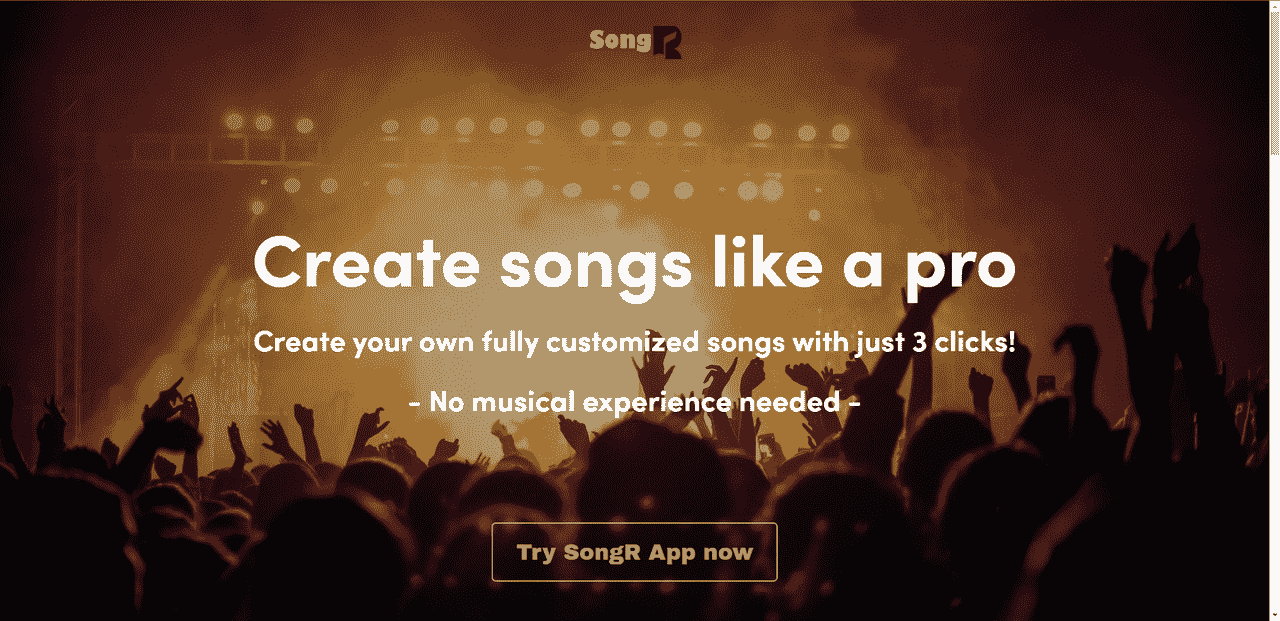 SongR
Create songs like a pro
Create your own fully customized songs with just 3 clicks!
- No musical experience needed -
Try SongR App now